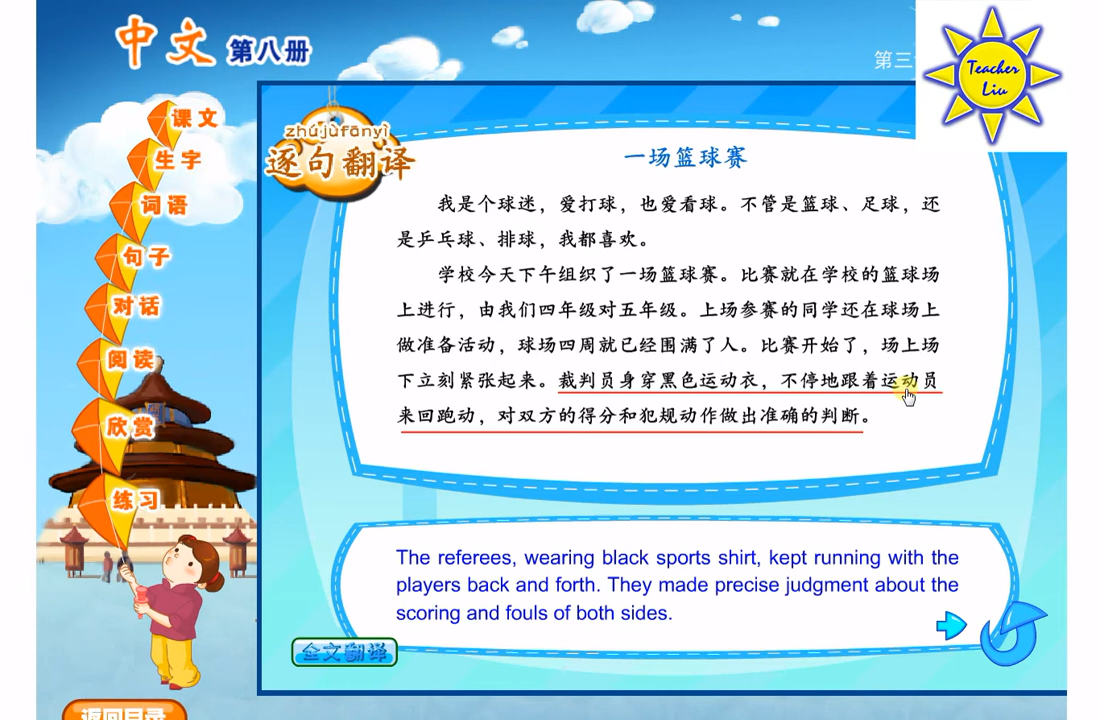 中文 第八册
第三
Teacher
Liu
课文
生字
词语
句子
对话
阅读
欣赏
练习
返回目录
zhújùfānyì
逐句翻译
一场篮球赛
我是个球迷，爱打球，也爱看球。不管是篮球、足球，还
是乒乓球、排球，我都喜欢。
学校今天下午组织了一场篮球赛。比赛就在学校的篮球场
上进行，由我们四年级对五年级。上场参赛的同学还在球场上
做准备活动，球场四周就已经围满了人。比赛开始了，场上场
下立刻紧张起来。裁判员身穿黑色运动衣，不停地跟着运动员
来回跑动，对双方的得分和犯规动作做出准确的判断。
The referees, wearing black sports shirt, kept running with the
players back and forth. They made precise judgment about the
scoring and fouls of both sides.
全文翻译